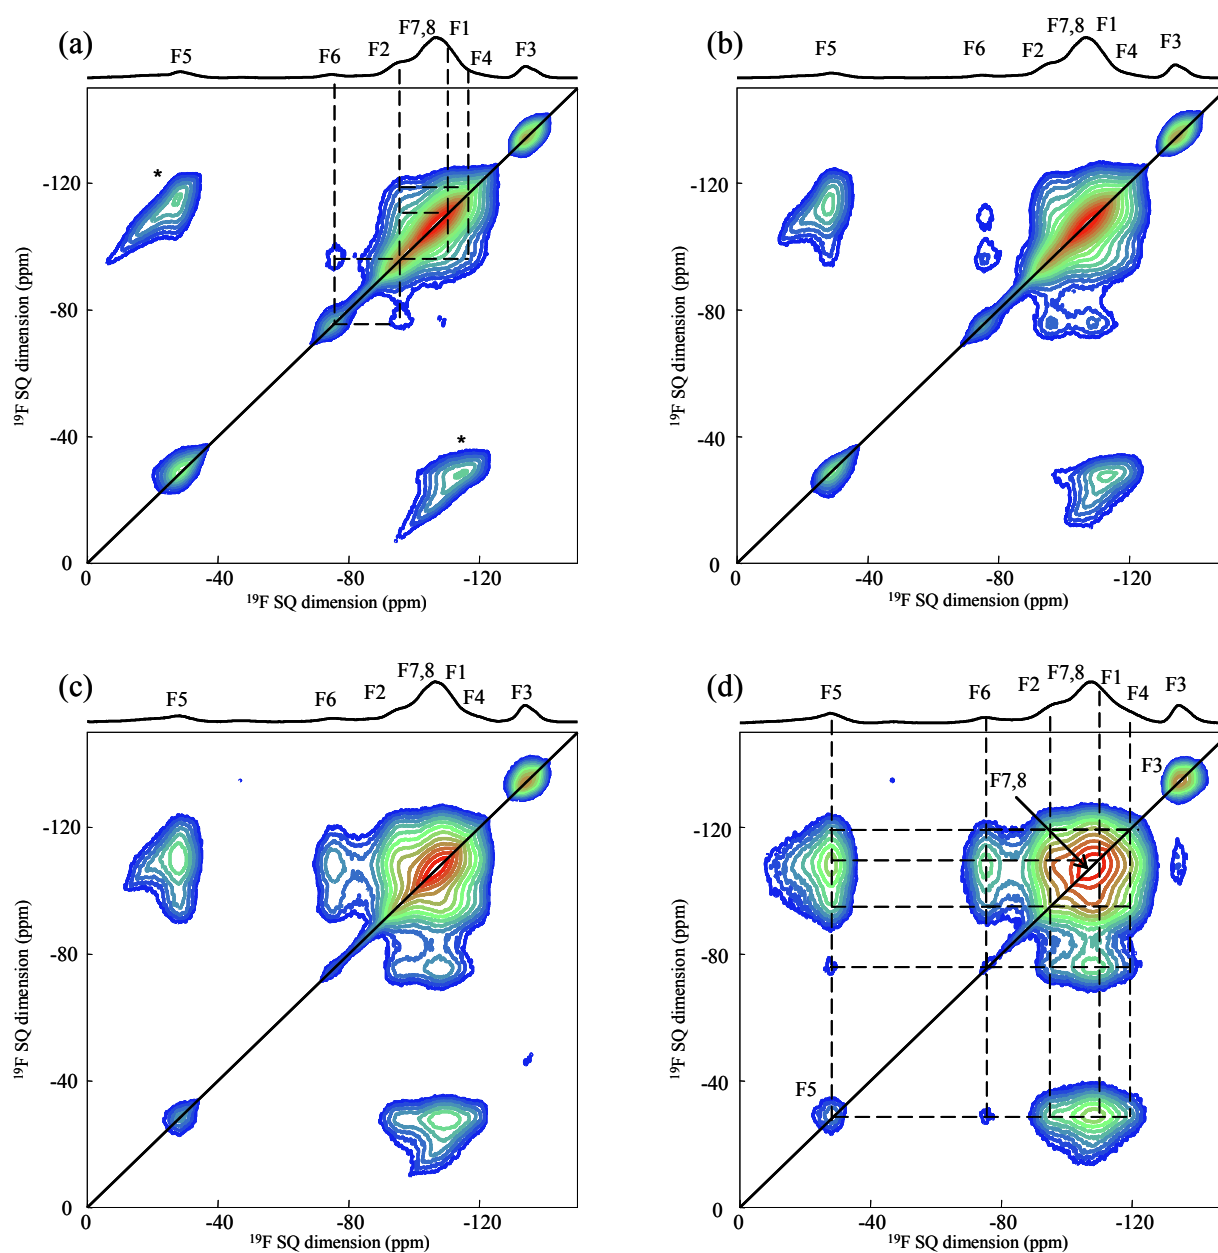 (a)
F5
F6
F2
F7,8
F1
F4
F3
*
*
-120
-80
-40
0
0
-40
-80
-120
19F SQ dimension (ppm)
19F SQ dimension (ppm)
(b)
F5
F6
F2
F7,8
F1
F4
F3
-120
-80
-40
0
0
-40
-80
-120
19F SQ dimension (ppm)
19F SQ dimension (ppm)
(c)
F5
F6
F2
F7,8
F1
F4
F3
-120
-80
-40
0
0
-40
-80
-120
19F SQ dimension (ppm)
19F SQ dimension (ppm)
(d)
F5
F6
F2
F7,8
F1
F4
F3
F7,8
F3
F5
-120
-80
-40
0
0
-40
-80
-120
19F SQ dimension (ppm)
19F SQ dimension (ppm)